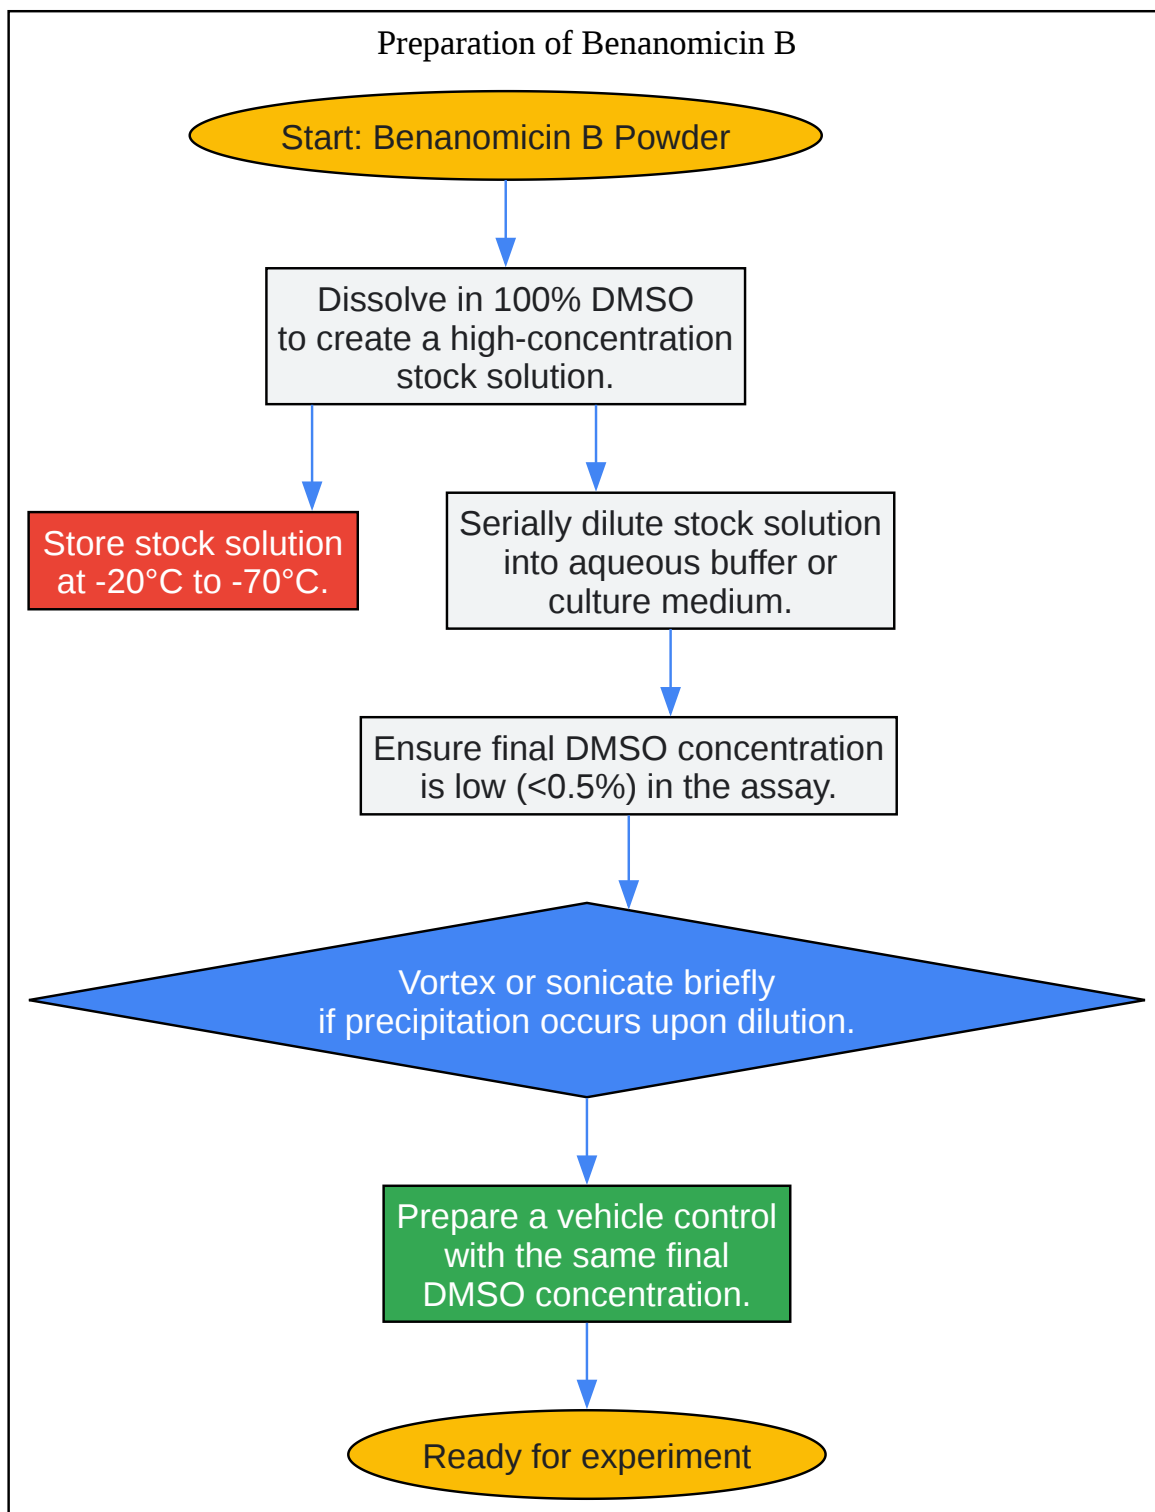 Preparation of Benanomicin B
Start: Benanomicin B Powder
Dissolve in 100% DMSO
to create a high-concentration
stock solution.
Store stock solution
at -20°C to -70°C.
Serially dilute stock solution
into aqueous buffer or
culture medium.
Ensure final DMSO concentration
is low (<0.5%) in the assay.
Vortex or sonicate briefly
if precipitation occurs upon dilution.
Prepare a vehicle control
with the same final
DMSO concentration.
Ready for experiment